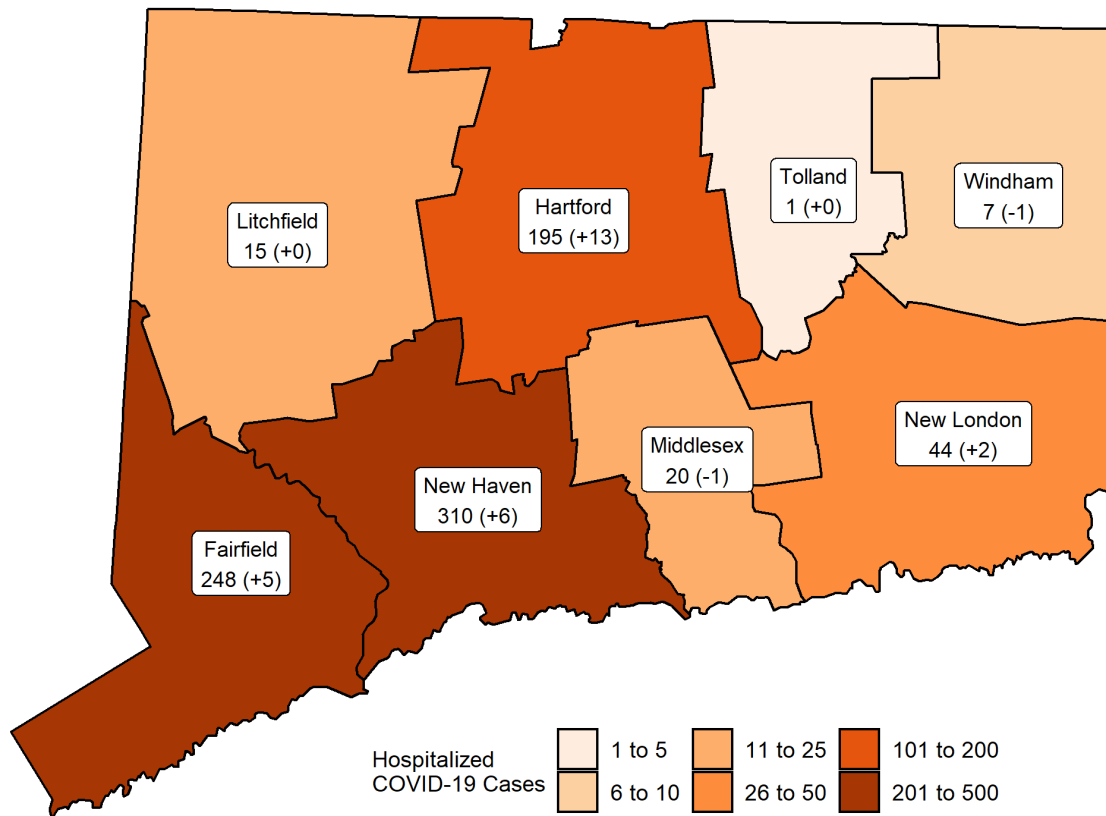 Tolland
1 (+0)
Windham
7 (-1)
Hartford
195 (+13)
Litchfield
15 (+0)
New London
44 (+2)
Middlesex
20 (-1)
New Haven
310 (+6)
Fairfield
248 (+5)
Hospitalized
COVID-19 Cases
1 to 5
6 to 10
11 to 25
26 to 50
101 to 200
201 to 500